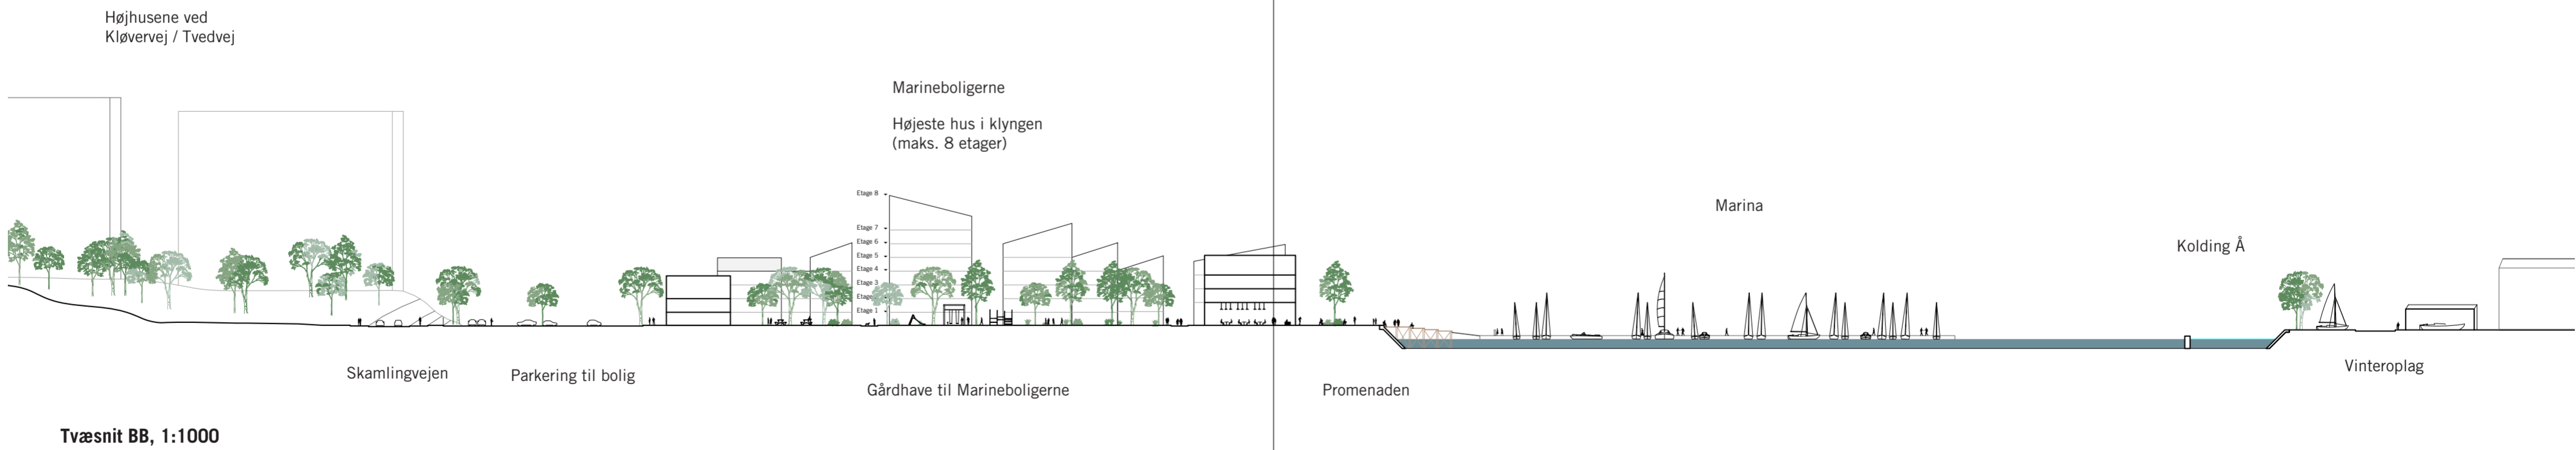 Højhusene ved
Kløvervej / Tvedvej
Marineboligerne
Højeste hus i klyngen
(maks. 8 etager)
Etage 8
Etage 7
Etage 6
Etage 5
Etage 4
Etage 3
Etage
Etage 1
Marina
Kolding Å
Skamlingvejen
Parkering til bolig
Gårdhave til Marineboligerne
Promenaden
Vinteroplag
Tværsnit BB, 1:1000